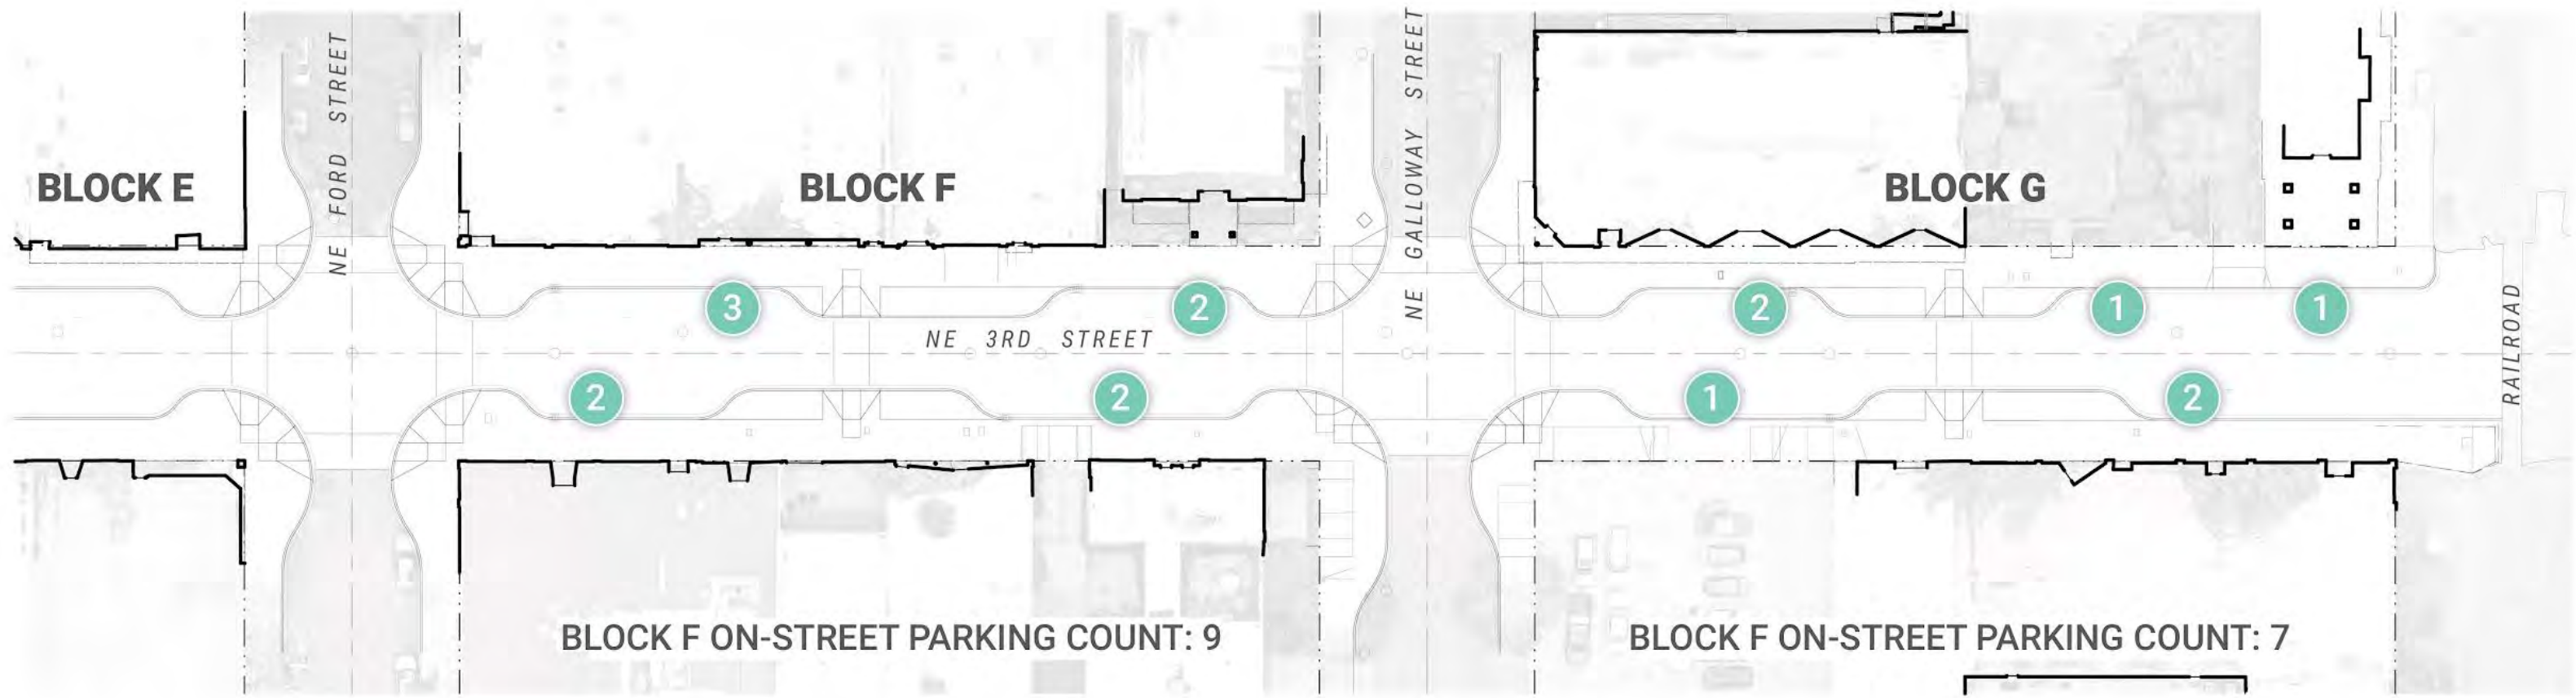 NE FORD STREET
NE GALLOWAY STREET
BLOCK E
BLOCK F
BLOCK G
3
2
2
1
1
NE 3RD STREET
RAILROAD
2
2
1
2
BLOCK F ON-STREET PARKING COUNT: 9
BLOCK F ON-STREET PARKING COUNT: 7